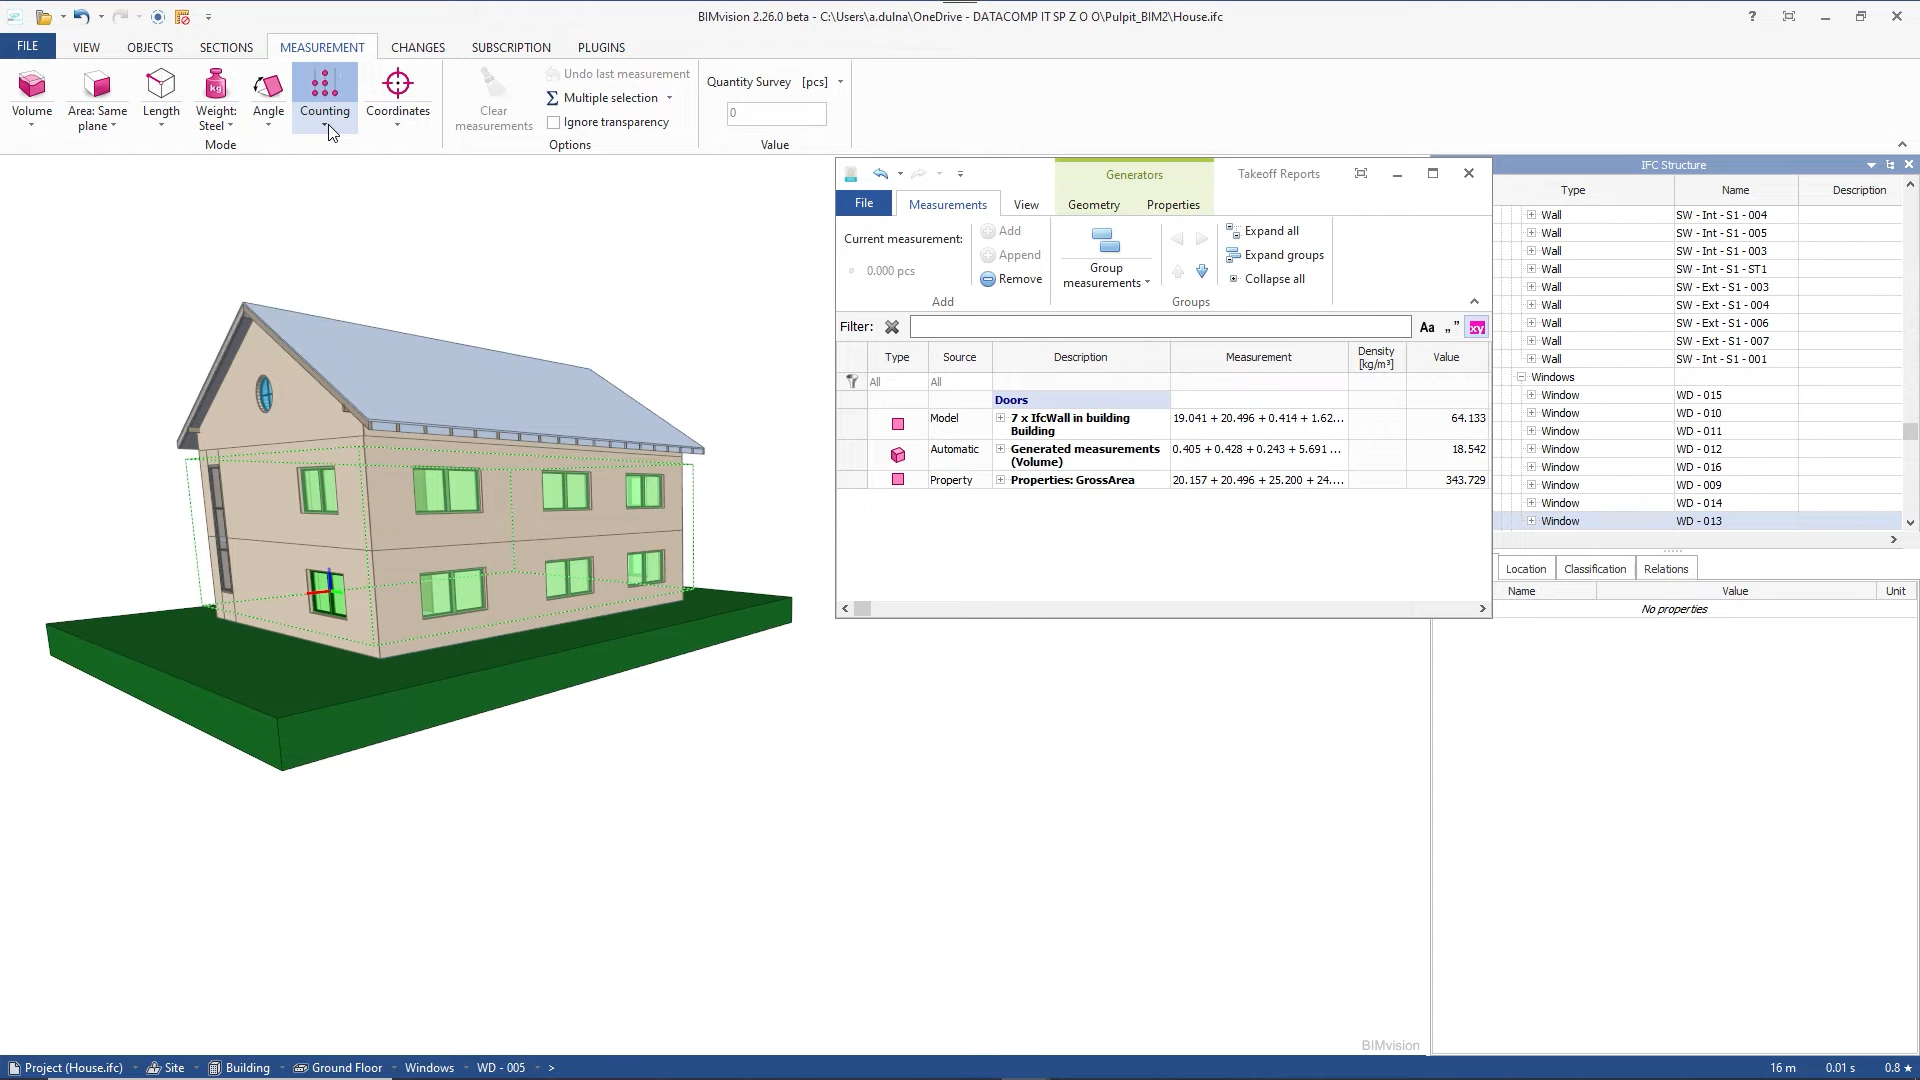 BIMvision 2.26.0 beta - C:\Users\a.dulna\OneDrive - DATACOMP IT SP Z O O\Pulpit_BIM2\House.ifc
FILE VIEW OBJECTS SECTIONS MEASUREMENT CHANGES SUBSCRIPTION PLUGINS
Volume
Area: Same
plane
Length
kg
Weight:
Steel
Angle
Counting
Coordinates
Mode
Clear
measurements
Undo last measurement
Multiple selection
Ignore transparency
Options
Quantity Survey [pcs]
0
Value
Generators
Takeoff Reports
File Measurements View Geometry Properties
Current measurement:
0.000 pcs
Add
Append
Remove
Add
Group
measurements
Expand all
Expand groups
Collapse all
Groups
Filter:
Aa „ ” xy
Type Source Description Measurement Density
[kg/m³] Value
All All
Doors
Model 7 x IfcWall in building
Building 19.041 + 20.496 + 0.414 + 1.62... 64.133
Automatic Generated measurements
(Volume) 0.405 + 0.428 + 0.243 + 5.691 ... 18.542
Property Properties: GrossArea 20.157 + 20.496 + 25.200 + 24.... 343.729
IFC Structure
Type Name Description
Wall SW - Int - S1 - 004
Wall SW - Int - S1 - 005
Wall SW - Int - S1 - 003
Wall SW - Int - S1 - ST1
Wall SW - Ext - S1 - 003
Wall SW - Ext - S1 - 004
Wall SW - Ext - S1 - 006
Wall SW - Ext - S1 - 007
Wall SW - Int - S1 - 001
Windows
Window WD - 015
Window WD - 010
Window WD - 011
Window WD - 012
Window WD - 016
Window WD - 009
Window WD - 014
Window WD - 013
Location Classification Relations
Name Value Unit
No properties
BIMvision
Project (House.ifc) Site Building Ground Floor Windows WD - 005 >
16 m 0.01 s 0.8 ★